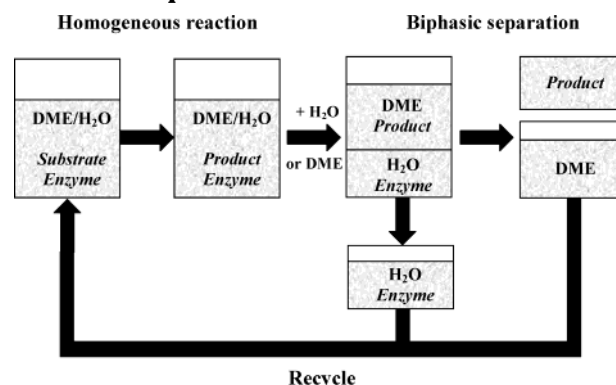 Homogeneous reaction
Biphasic separation
DME/H₂O
Substrate
Enzyme
DME/H₂O
Product
Enzyme
+ H₂O
or DME
DME
Product
H₂O
Enzyme
Product
DME
H₂O
Enzyme
Recycle